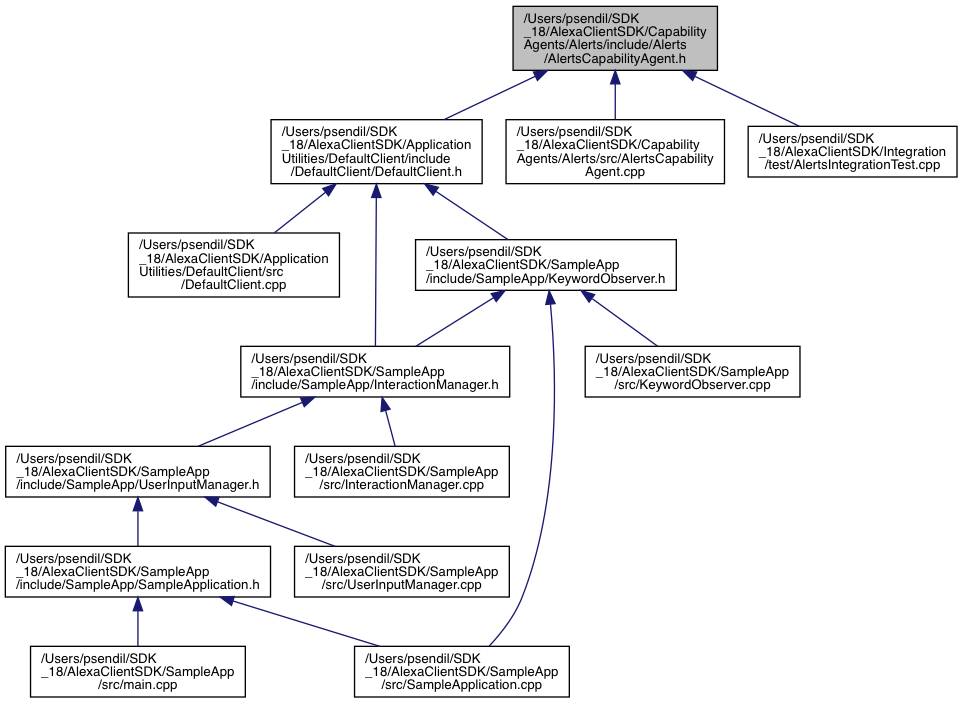 /Users/psendil/SDK
_18/AlexaClientSDK/Capability
Agents/Alerts/include/Alerts
/AlertsCapabilityAgent.h
/Users/psendil/SDK
_18/AlexaClientSDK/Application
Utilities/DefaultClient/include
/DefaultClient/DefaultClient.h
/Users/psendil/SDK
_18/AlexaClientSDK/Capability
Agents/Alerts/src/AlertsCapability
Agent.cpp
/Users/psendil/SDK
_18/AlexaClientSDK/Integration
/test/AlertsIntegrationTest.cpp
/Users/psendil/SDK
_18/AlexaClientSDK/Application
Utilities/DefaultClient/src
/DefaultClient.cpp
/Users/psendil/SDK
_18/AlexaClientSDK/SampleApp
/include/SampleApp/KeywordObserver.h
/Users/psendil/SDK
_18/AlexaClientSDK/SampleApp
/include/SampleApp/InteractionManager.h
/Users/psendil/SDK
_18/AlexaClientSDK/SampleApp
/src/KeywordObserver.cpp
/Users/psendil/SDK
_18/AlexaClientSDK/SampleApp
/include/SampleApp/UserInputManager.h
/Users/psendil/SDK
_18/AlexaClientSDK/SampleApp
/src/InteractionManager.cpp
/Users/psendil/SDK
_18/AlexaClientSDK/SampleApp
/include/SampleApp/SampleApplication.h
/Users/psendil/SDK
_18/AlexaClientSDK/SampleApp
/src/UserInputManager.cpp
/Users/psendil/SDK
_18/AlexaClientSDK/SampleApp
/src/main.cpp
/Users/psendil/SDK
_18/AlexaClientSDK/SampleApp
/src/SampleApplication.cpp